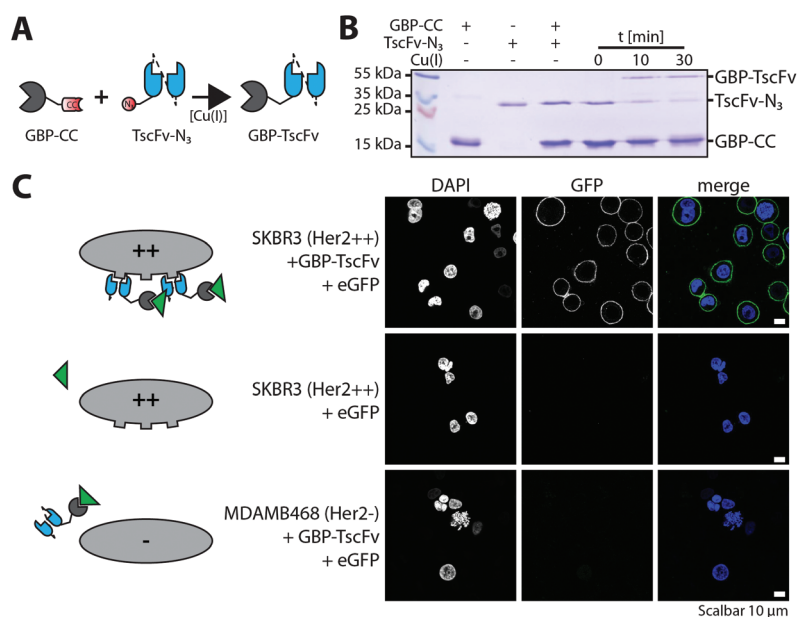 A
CC
+
N₃
[Cu(I)]
GBP-CC
TscFv-N₃
GBP-TscFv
B
GBP-CC + - +
TscFv-N₃ - + + t [min]
Cu(I) - - - 0 10 30
55 kDa
35 kDa
25 kDa
15 kDa
GBP-TscFv
TscFv-N₃
GBP-CC
C
DAPI GFP merge
++
SKBR3 (Her2++)
+GBP-TscFv
+ eGFP
++
SKBR3 (Her2++)
+ eGFP
-
MDAMB468 (Her2-)
+ GBP-TscFv
+ eGFP
Scalbar 10 μm